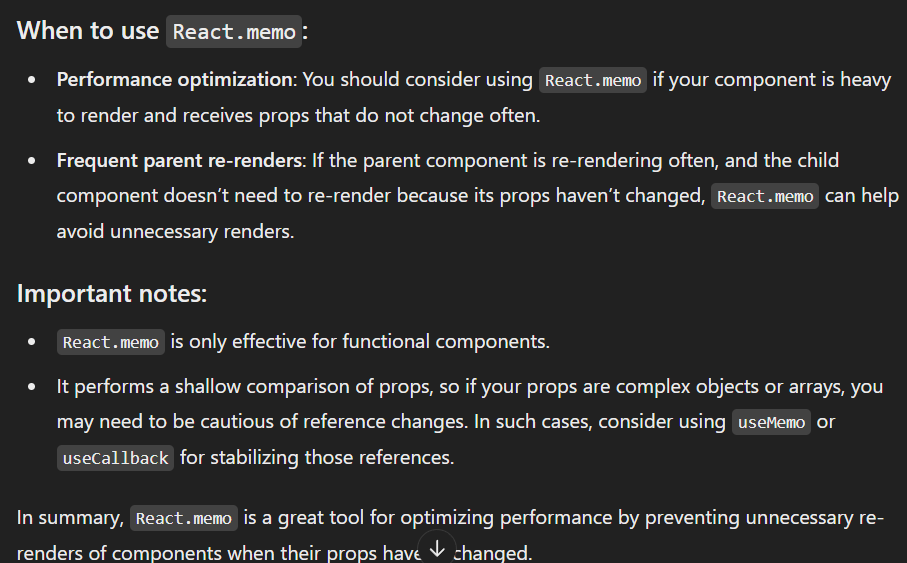 When to use React.memo:
• Performance optimization: You should consider using React.memo if your component is heavy
to render and receives props that do not change often.
• Frequent parent re-renders: If the parent component is re-rendering often, and the child
component doesn’t need to re-render because its props haven’t changed, React.memo can help
avoid unnecessary renders.
Important notes:
• React.memo is only effective for functional components.
• It performs a shallow comparison of props, so if your props are complex objects or arrays, you
may need to be cautious of reference changes. In such cases, consider using useMemo or
useCallback for stabilizing those references.
In summary, React.memo is a great tool for optimizing performance by preventing unnecessary re-
renders of components when their props have changed.